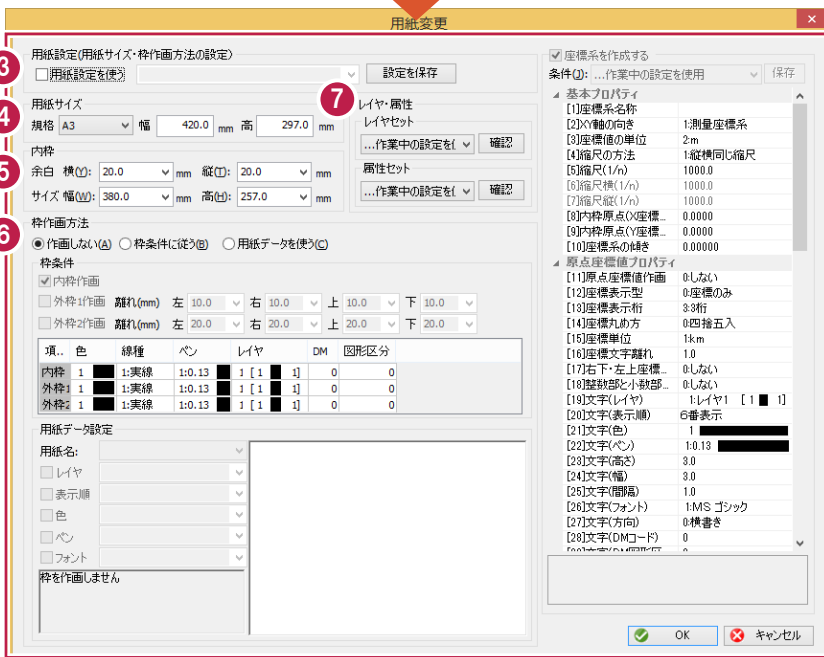 用紙変更
3
用紙設定(用紙サイズ・枠作画方法の設定)
用紙設定を使う
設定を保存
4
用紙サイズ
規格 A3 幅 420.0 mm 高 297.0 mm
5
内枠
余白 横(Y): 20.0 mm 縦(T): 20.0 mm
サイズ 幅(W): 380.0 mm 高(H): 257.0 mm
7
レイヤ・属性
レイヤセット
...作業中の設定を( 確認
属性セット
...作業中の設定を( 確認
6
枠作画方法
作画しない(A) 枠条件に従う(B) 用紙データを使う(C)
枠条件
内枠作画
外枠1作画 離れ(mm) 左 10.0 右 10.0 上 10.0 下 10.0
外枠2作画 離れ(mm) 左 20.0 右 20.0 上 20.0 下 20.0
項.. 色 線種 ペン レイヤ DM 図形区分
内枠 1 1:実線 1:0.13 1 [ 1 1] 0 0
外枠1 1 1:実線 1:0.13 1 [ 1 1] 0 0
外枠2 1 1:実線 1:0.13 1 [ 1 1] 0 0
用紙データ設定
用紙名:
レイヤ
表示順
色
ペン
フォント
枠を作画しません
座標系を作成する
条件(J): ...作業中の設定を使用 保存
基本プロパティ
[1]座標系名称
[2]XY軸の向き 1:測量座標系
[3]座標値の単位 2:m
[4]縮尺の方法 1:縦横同じ縮尺
[5]縮尺(1/n) 1000.0
[6]縮尺横(1/n) 1000.0
[7]縮尺縦(1/n) 1000.0
[8]内枠原点(X座標... 0.0000
[9]内枠原点(Y座標... 0.0000
[10]座標系の傾き 0.00000
原点座標値プロパティ
[11]原点座標値作画 0:しない
[12]座標表示型 0:座標のみ
[13]座標表示桁 3:3桁
[14]座標丸め方 0:四捨五入
[15]座標単位 1:km
[16]座標文字離れ 1.0
[17]右下・左上座標... 0:しない
[18]整数部と小数部... 0:しない
[19]文字(レイヤ) 1:レイヤ1 [ 1 1]
[20]文字(表示順) 6番表示
[21]文字(色) 1
[22]文字(ペン) 1:0.13
[23]文字(高さ) 3.0
[24]文字(幅) 3.0
[25]文字(間隔) 1.0
[26]文字(フォント) 1:MS ゴシック
[27]文字(方向) 0:横書き
[28]文字(DMコード) 0
OK キャンセル